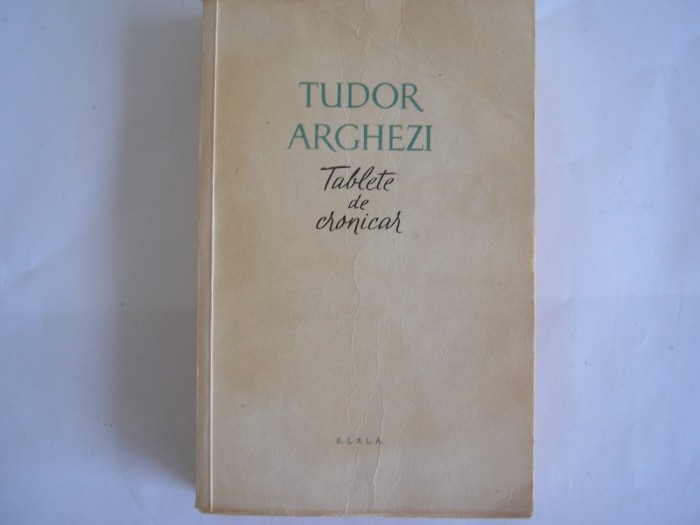 TUDOR
ARGHEZI
Tablete
de
cronicar
E.S.P.L.A.